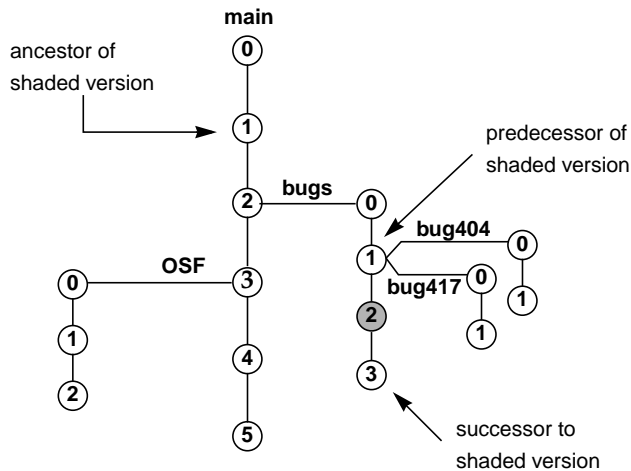 main
0
ancestor of
shaded version
1
predecessor of
shaded version
bugs
2
0
bug404
0
1
OSF
bug417
0
3
0
1
2
1
1
4
3
2
5
successor to
shaded version